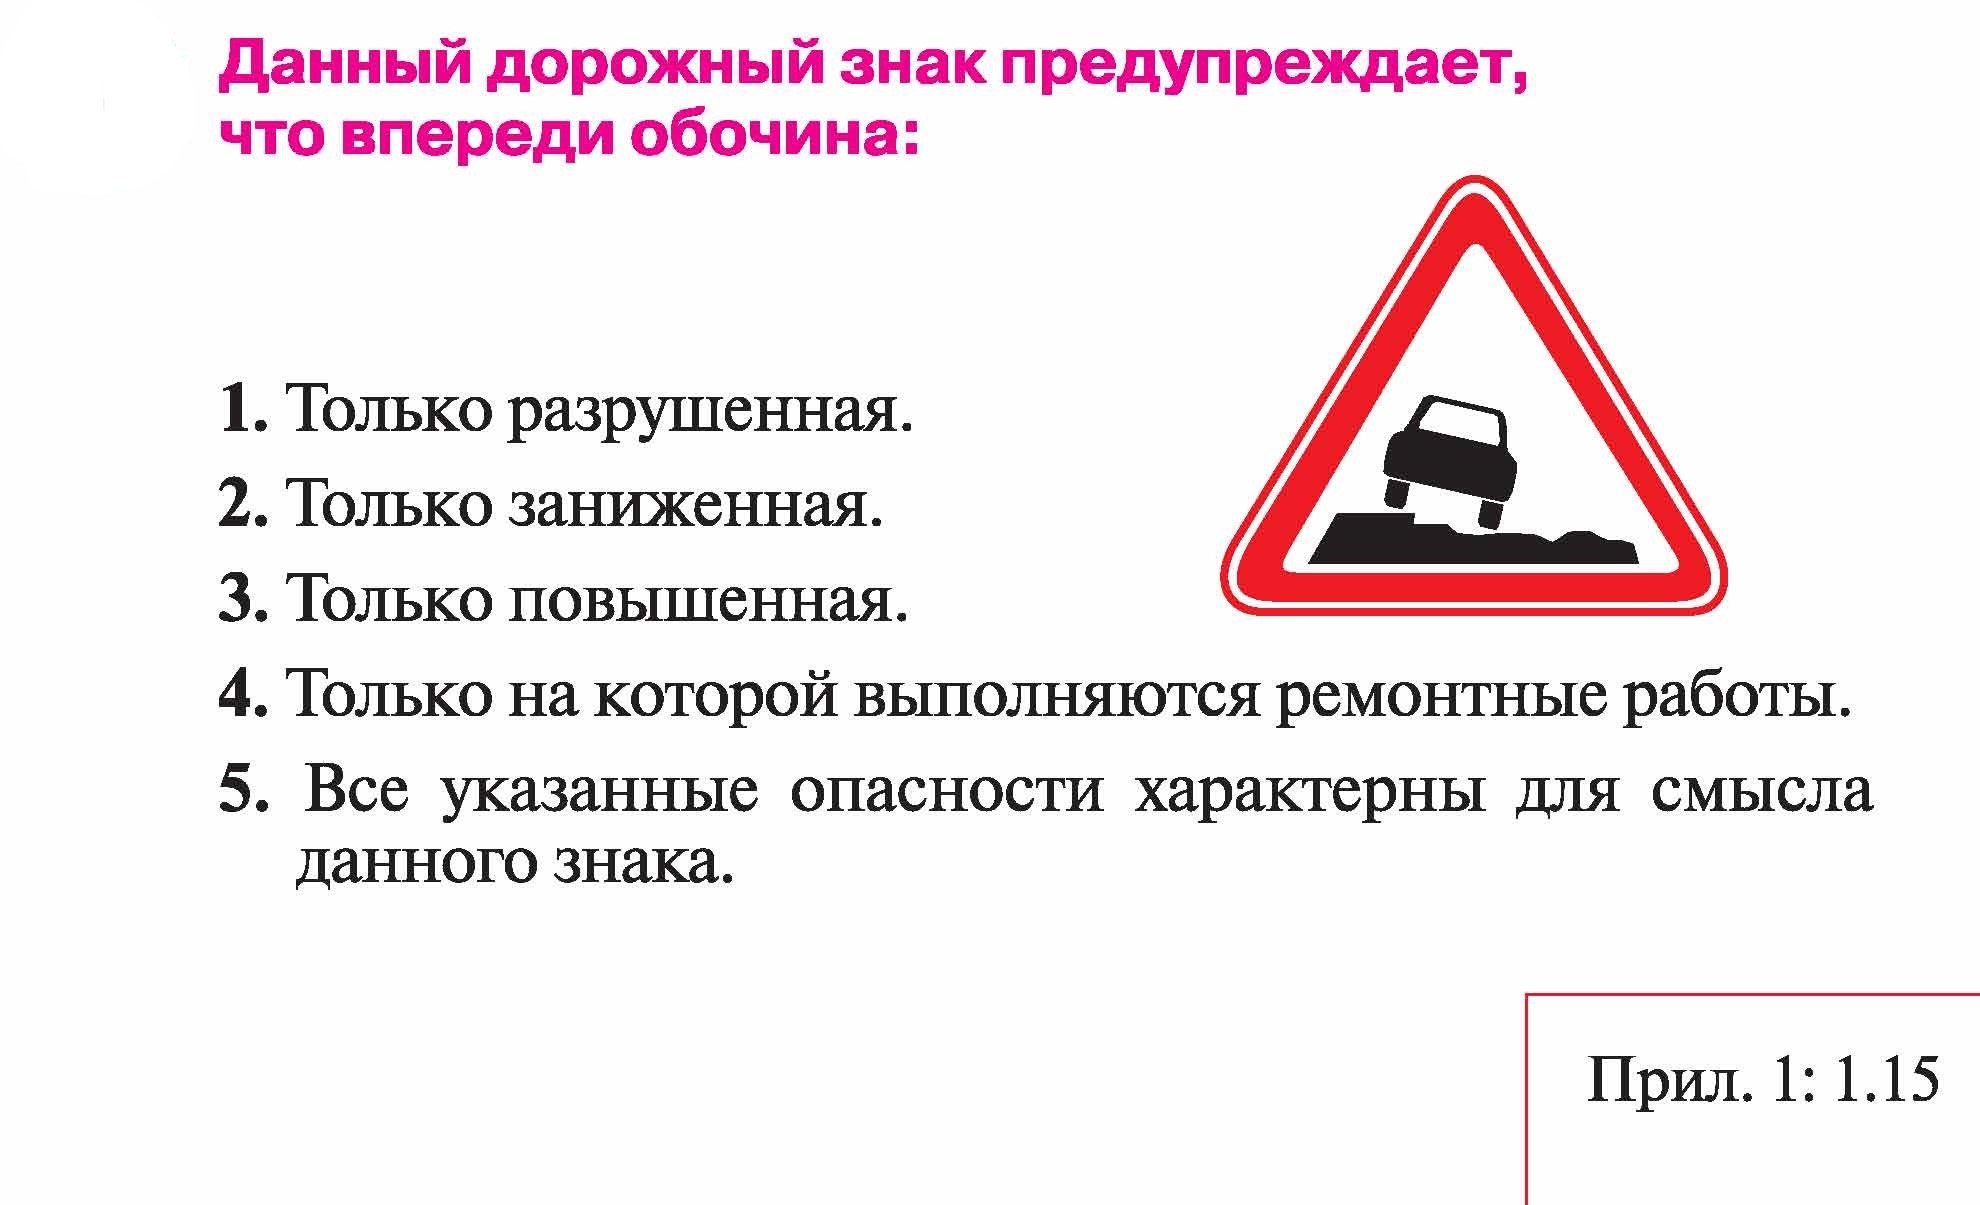 Данный дорожный знак предупреждает,
что впереди обочина:
1. Только разрушенная.
2. Только заниженная.
3. Только повышенная.
4. Только на которой выполняются ремонтные работы.
5. Все указанные опасности характерны для смысла
данного знака.
Прил. 1: 1.15